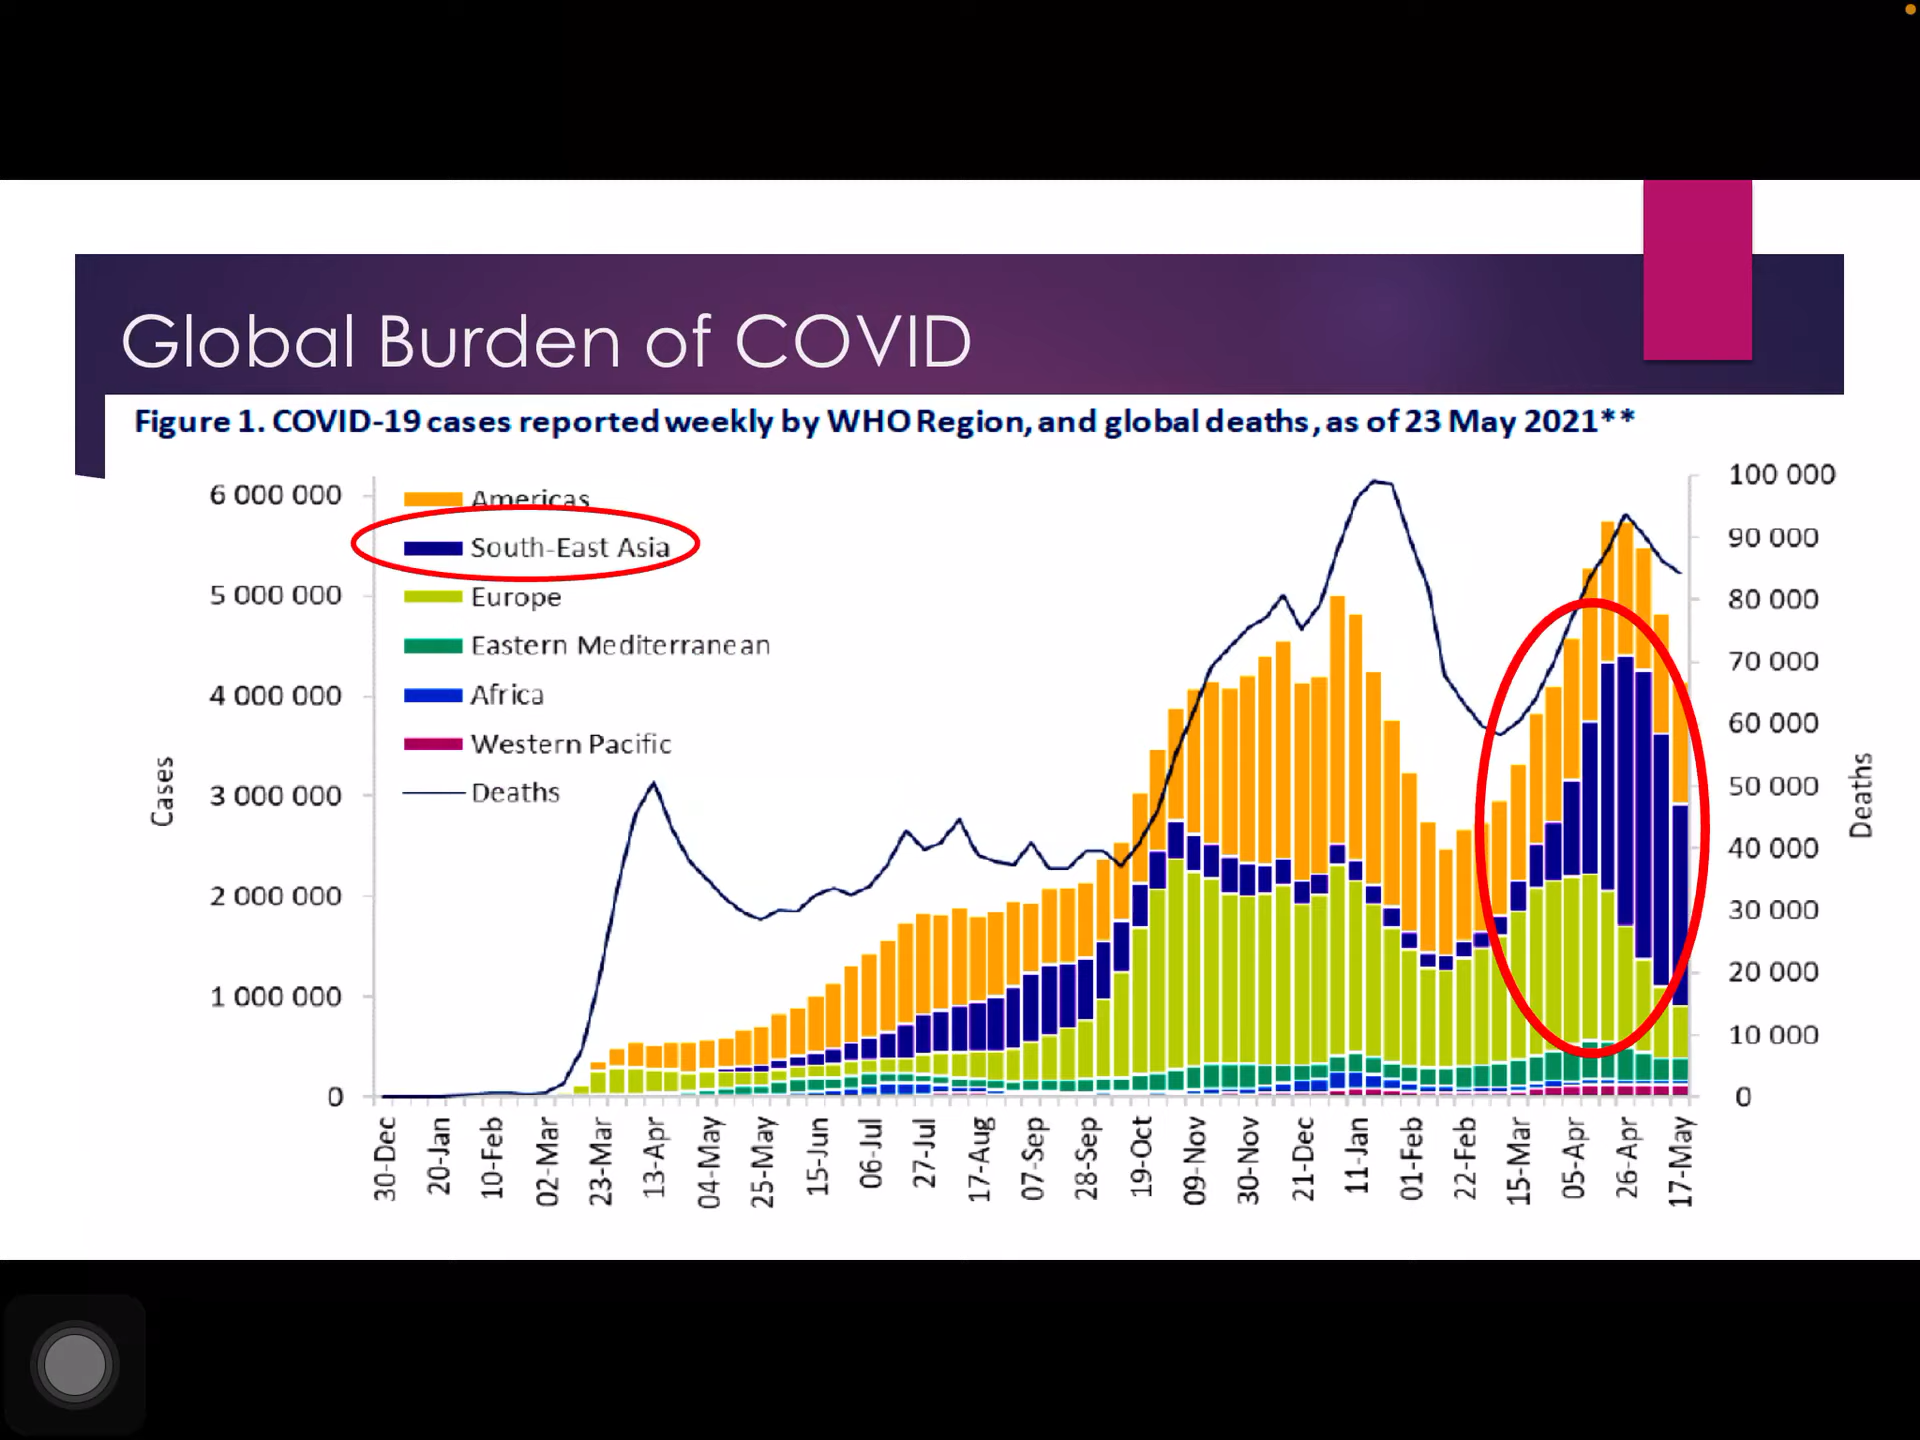 Global Burden of COVID
Figure 1. COVID-19 cases reported weekly by WHO Region, and global deaths, as of 23 May 2021**
Americas
South-East Asia
Europe
Eastern Mediterranean
Africa
Western Pacific
Deaths
Cases
6 000 000
5 000 000
4 000 000
3 000 000
2 000 000
1 000 000
0
100 000
90 000
80 000
70 000
60 000
50 000
40 000
30 000
20 000
10 000
0
Deaths
30-Dec
20-Jan
10-Feb
02-Mar
23-Mar
13-Apr
04-May
25-May
15-Jun
06-Jul
27-Jul
17-Aug
07-Sep
28-Sep
19-Oct
09-Nov
30-Nov
21-Dec
11-Jan
01-Feb
22-Feb
15-Mar
05-Apr
26-Apr
17-May